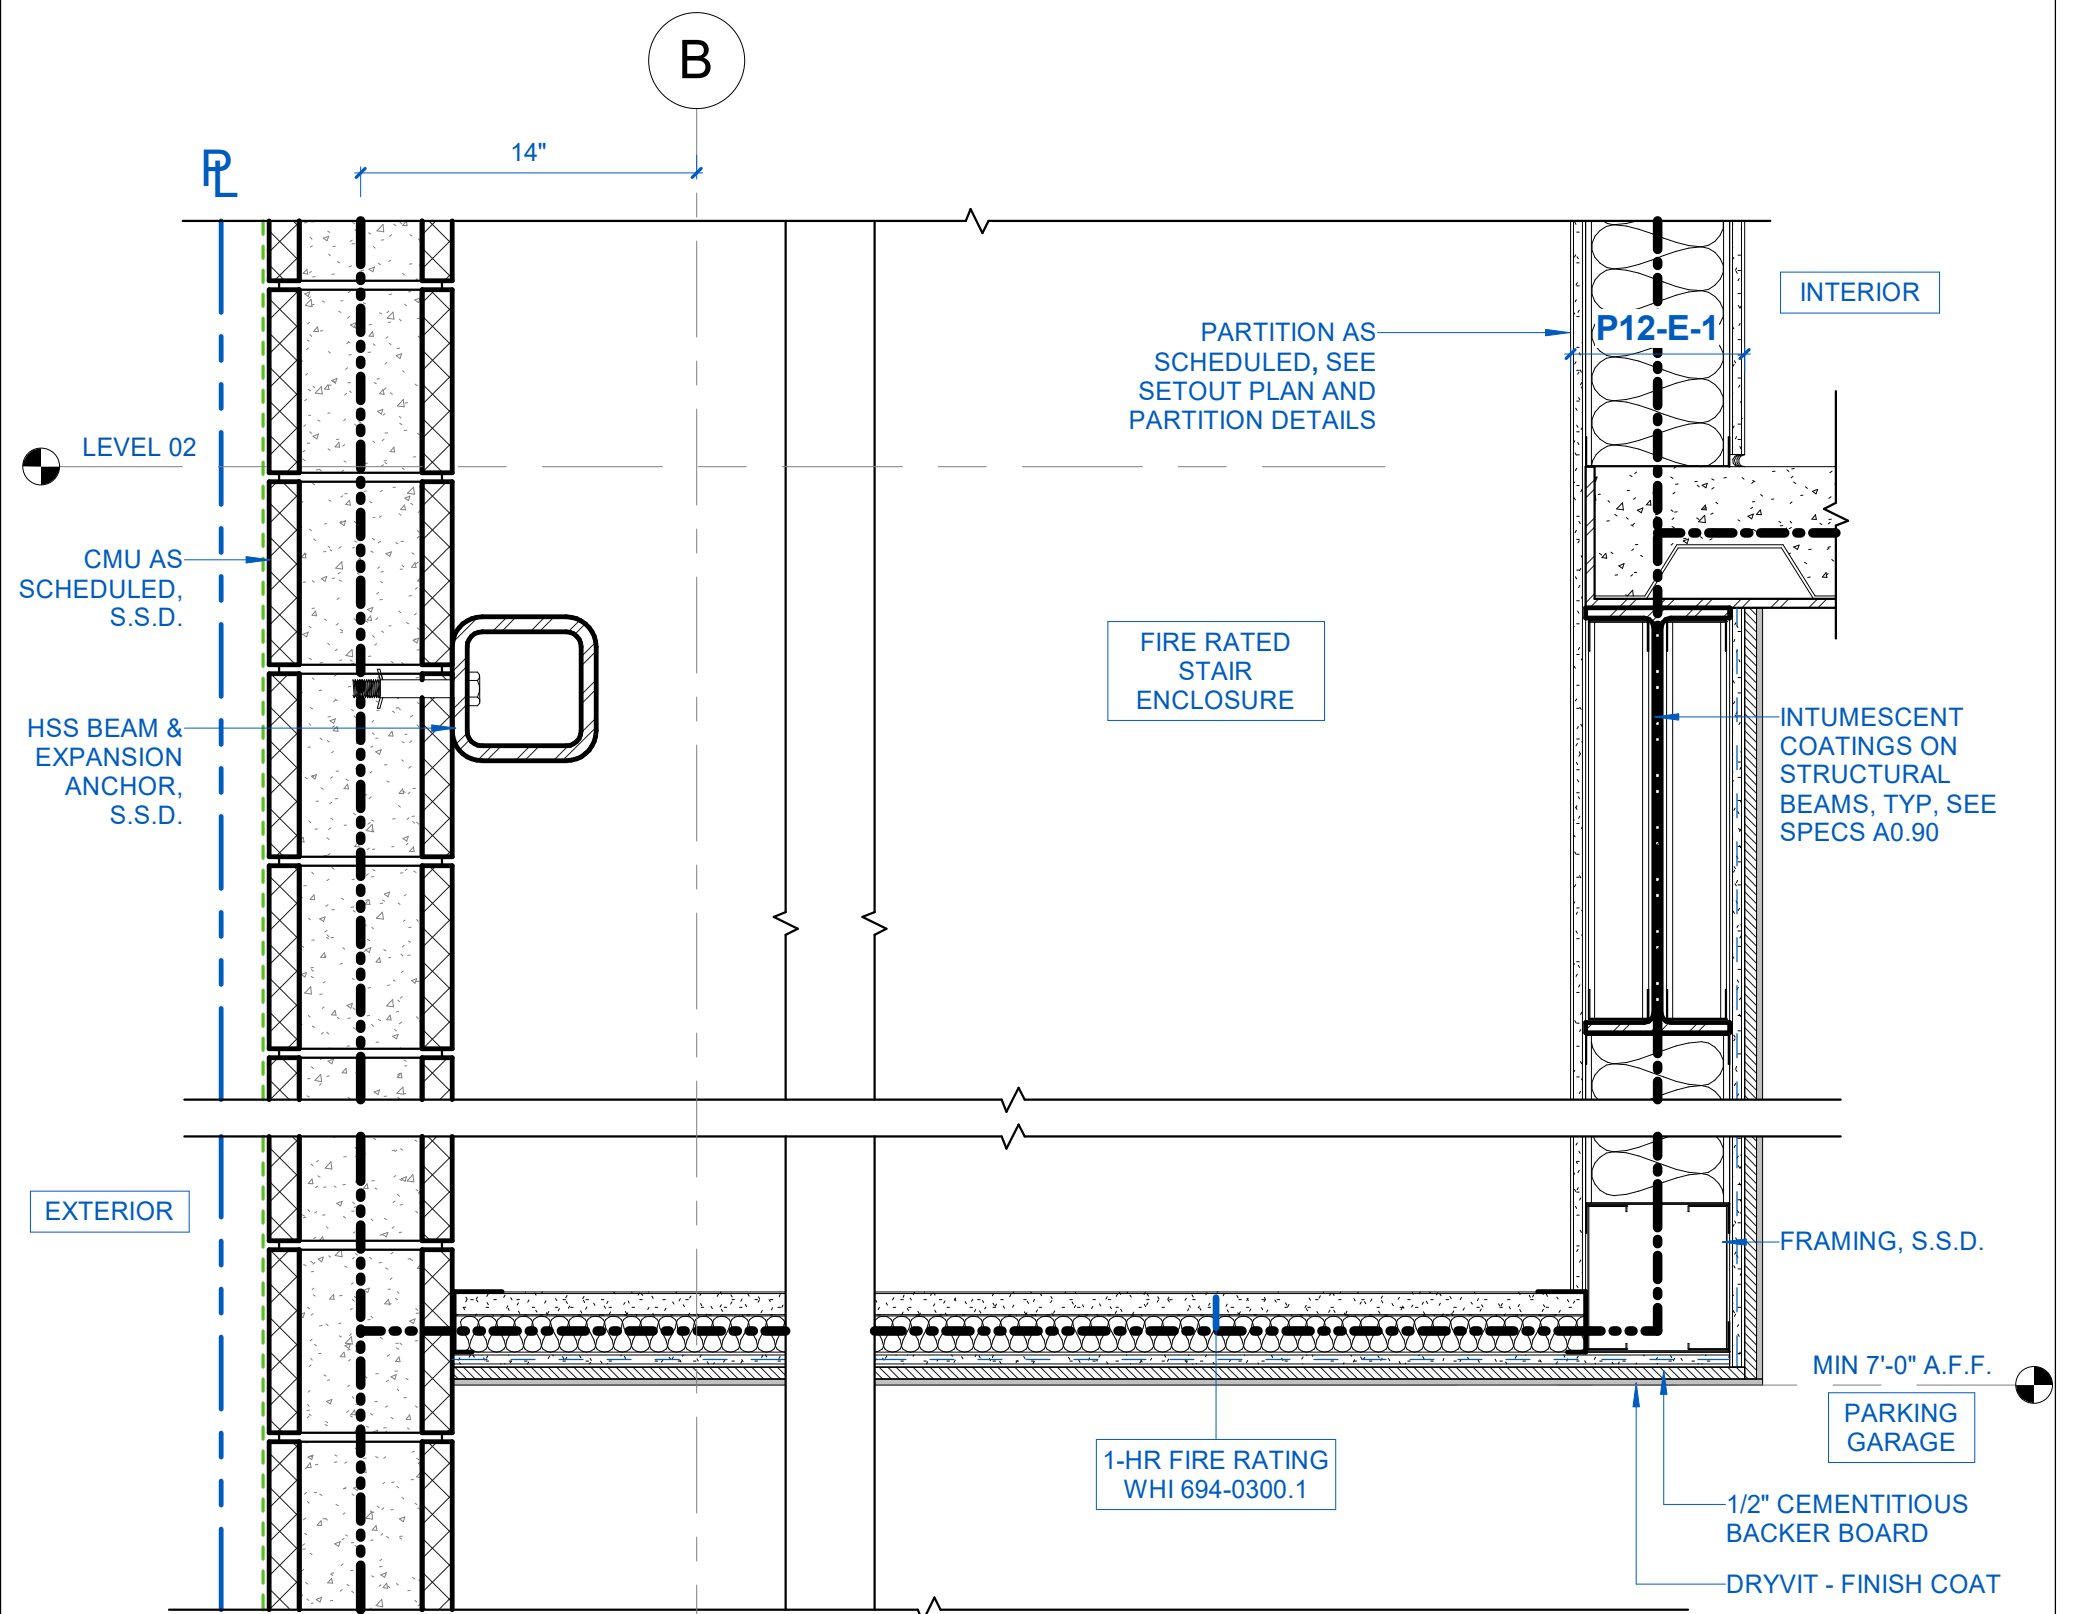 B
PL
14"
INTERIOR
P12-E-1
PARTITION AS
SCHEDULED, SEE
SETOUT PLAN AND
PARTITION DETAILS
LEVEL 02
CMU AS
SCHEDULED,
S.S.D.
FIRE RATED
STAIR
ENCLOSURE
HSS BEAM &
EXPANSION
ANCHOR,
S.S.D.
INTUMESCENT
COATINGS ON
STRUCTURAL
BEAMS, TYP, SEE
SPECS A0.90
EXTERIOR
FRAMING, S.S.D.
MIN 7'-0" A.F.F.
PARKING
GARAGE
1-HR FIRE RATING
WHI 694-0300.1
1/2" CEMENTITIOUS
BACKER BOARD
DRYVIT - FINISH COAT